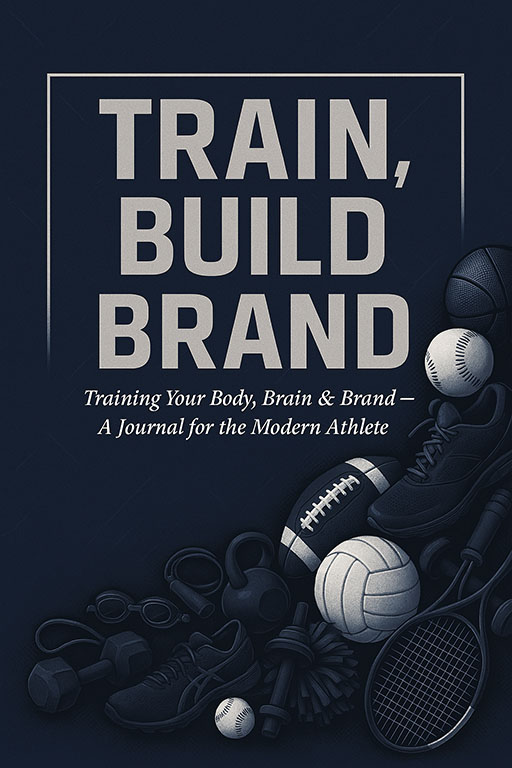 TRAIN,
BUILD
BRAND
Training Your Body, Brain & Brand –
A Journal for the Modern Athlete